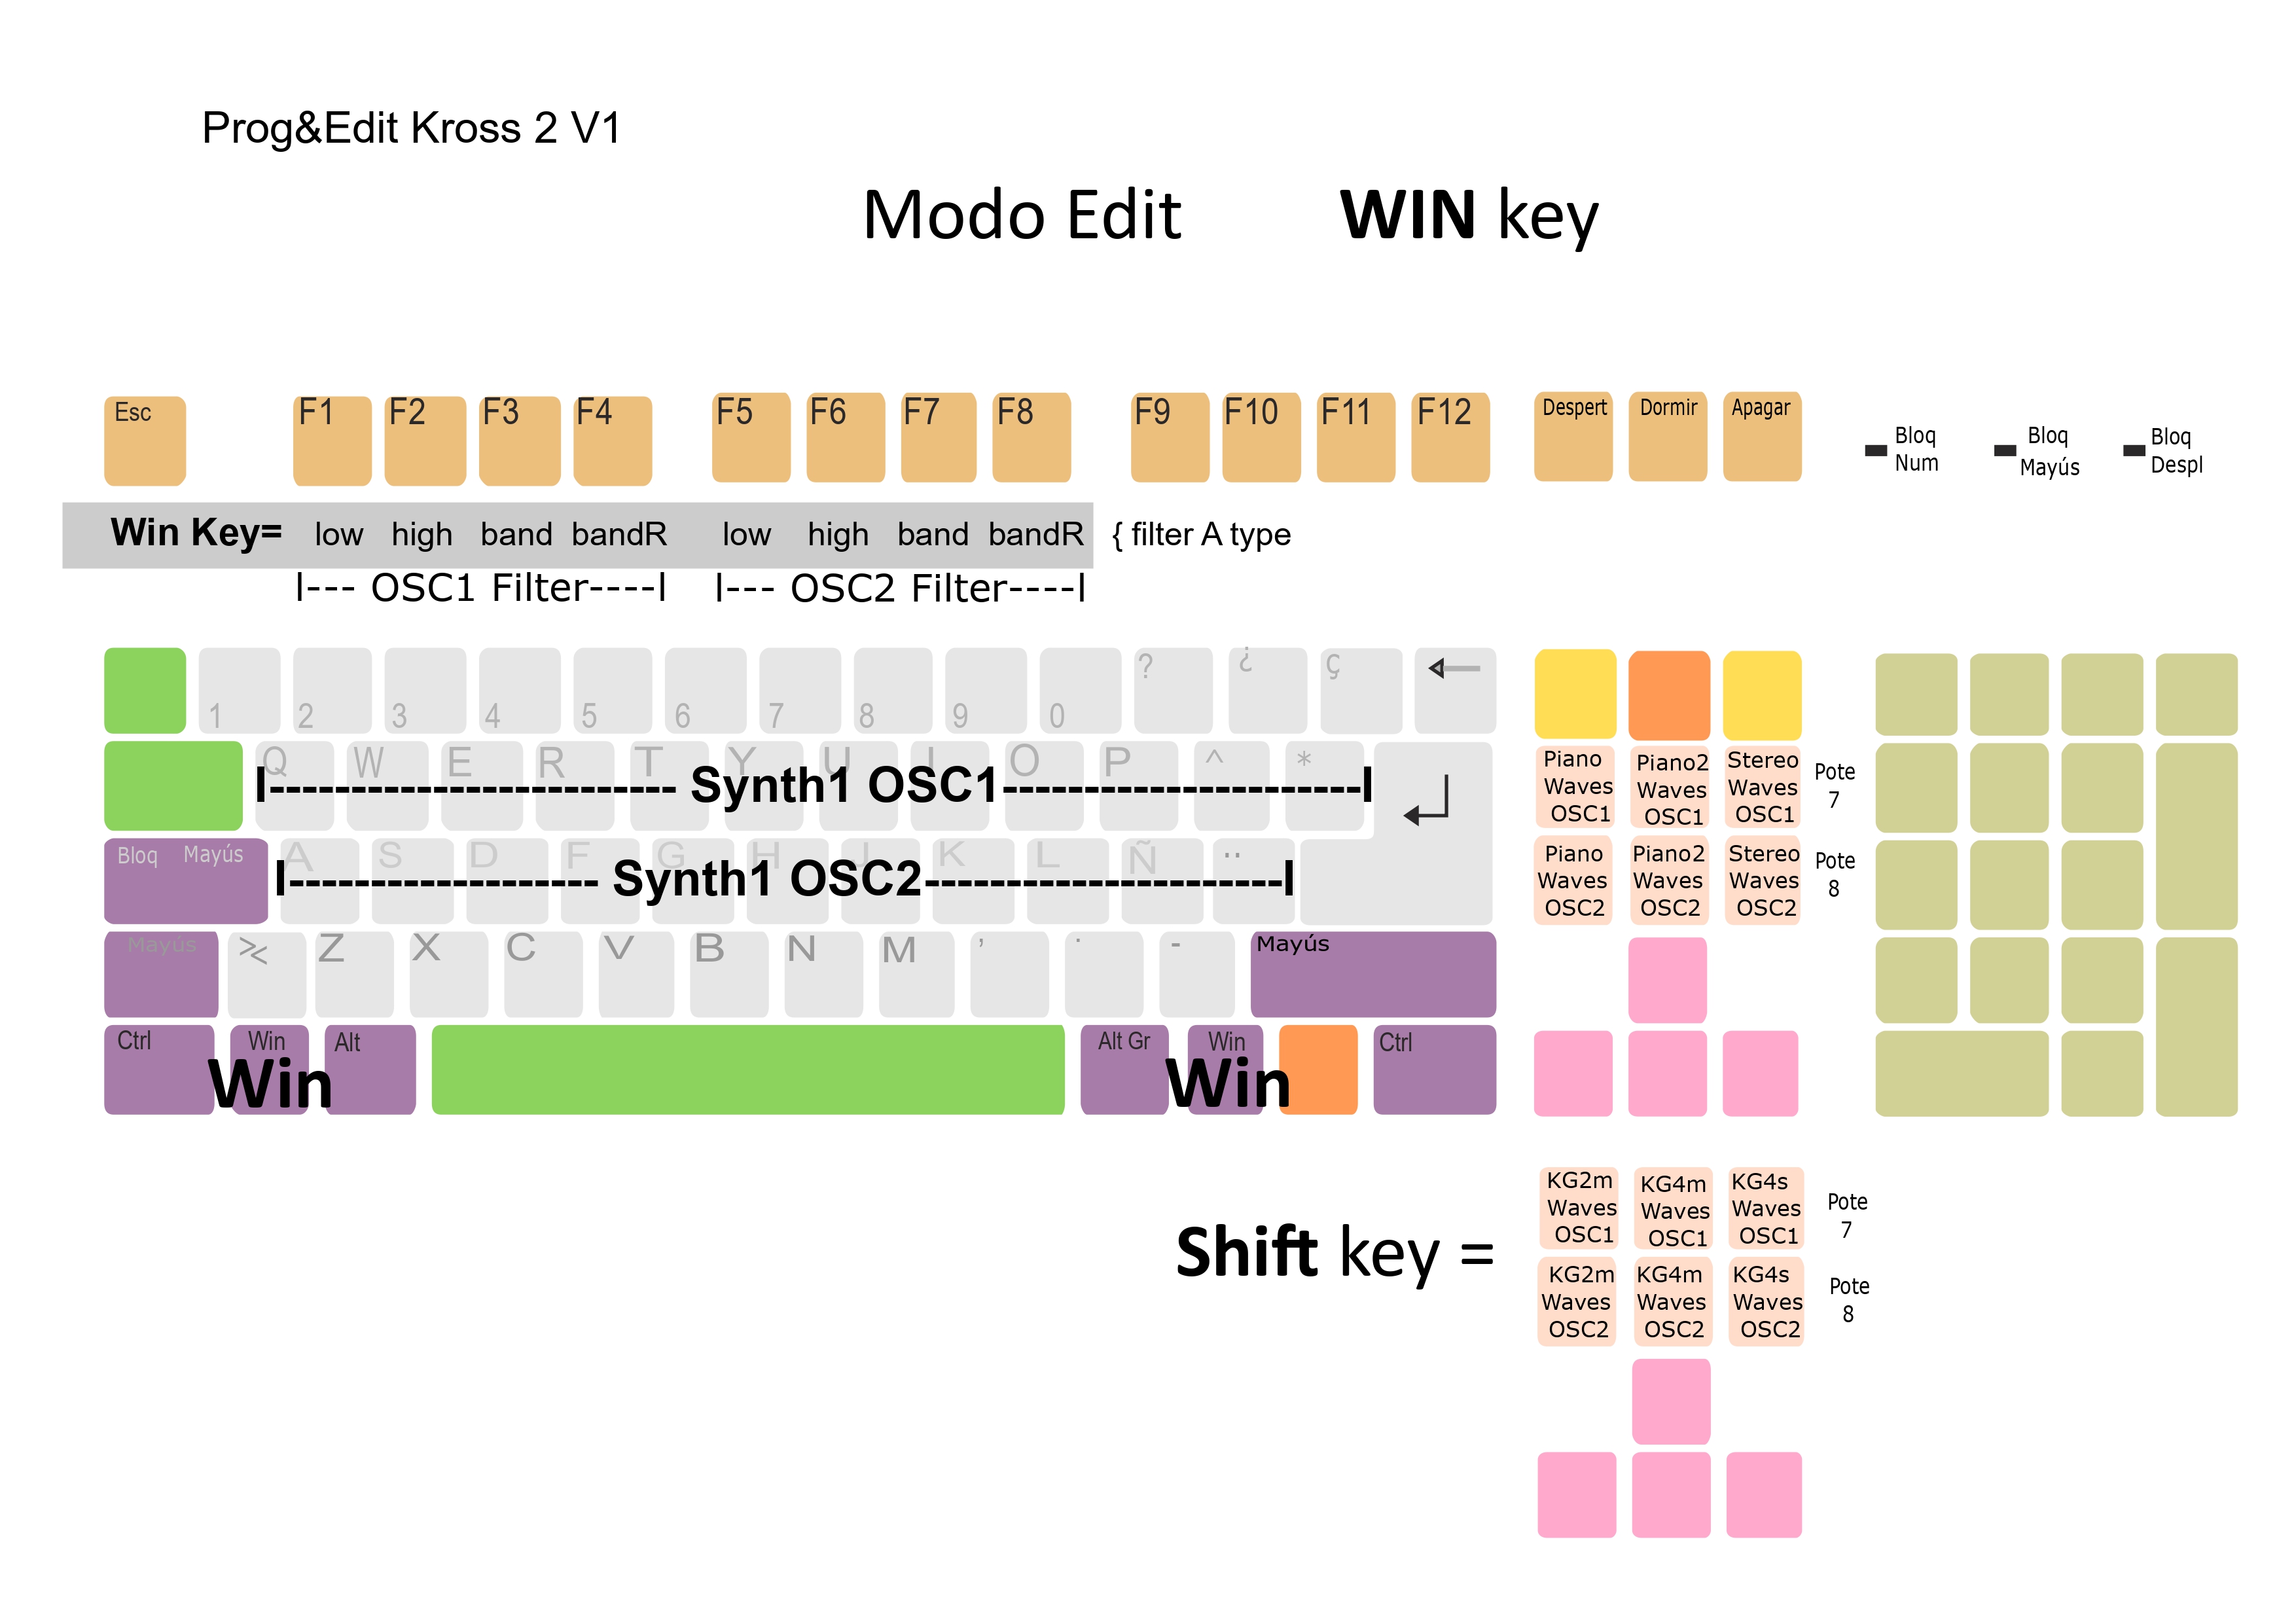 Prog&Edit Kross 2 V1
Modo Edit WIN key
Esc F1 F2 F3 F4 F5 F6 F7 F8 F9 F10 F11 F12 Despert Dormir Apagar
Bloq Num
Bloq Mayús
Bloq Despl
Win Key= low high band bandR low high band bandR { filter A type
l--- OSC1 Filter----l l--- OSC2 Filter----l
? ¿ ç
1 2 3 4 5 6 7 8 9 0
Q W E R T Y U I O P ^ *
l------------------------- Synth1 OSC1----------------------l
Piano Waves OSC1
Piano2 Waves OSC1
Stereo Waves OSC1
Pote 7
Bloq Mayús A S D F G H J K L Ñ ¨
l------------------- Synth1 OSC2----------------------l
Piano Waves OSC2
Piano2 Waves OSC2
Stereo Waves OSC2
Pote 8
Mayús >< Z X C V B N M , . - Mayús
Ctrl Win Alt Alt Gr Win Ctrl
Win Win
Shift key =
KG2m Waves OSC1
KG4m Waves OSC1
KG4s Waves OSC1
Pote 7
KG2m Waves OSC2
KG4m Waves OSC2
KG4s Waves OSC2
Pote 8